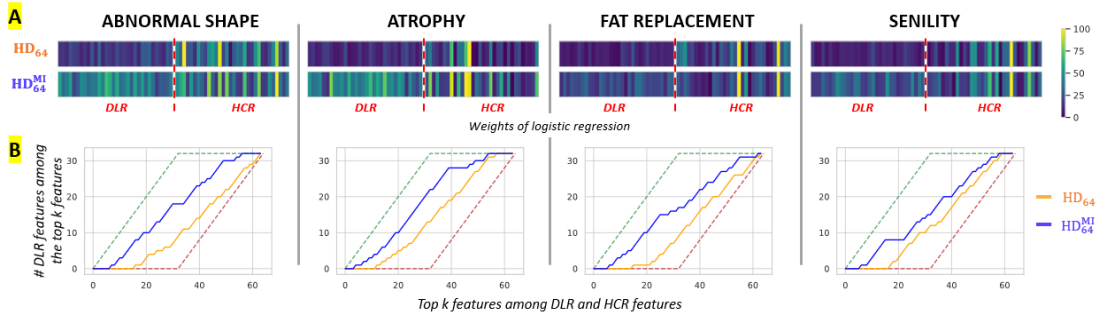 A
ABNORMAL SHAPE
ATROPHY
FAT REPLACEMENT
SENILITY
HD64
HD64MI
DLR HCR
DLR HCR
DLR HCR
DLR HCR
100
75
50
25
0
Weights of logistic regression
B
# DLR features among
the top k features
30
20
10
0
0 20 40 60
30
20
10
0
0 20 40 60
30
20
10
0
0 20 40 60
30
20
10
0
0 20 40 60
HD64
HD64MI
Top k features among DLR and HCR features